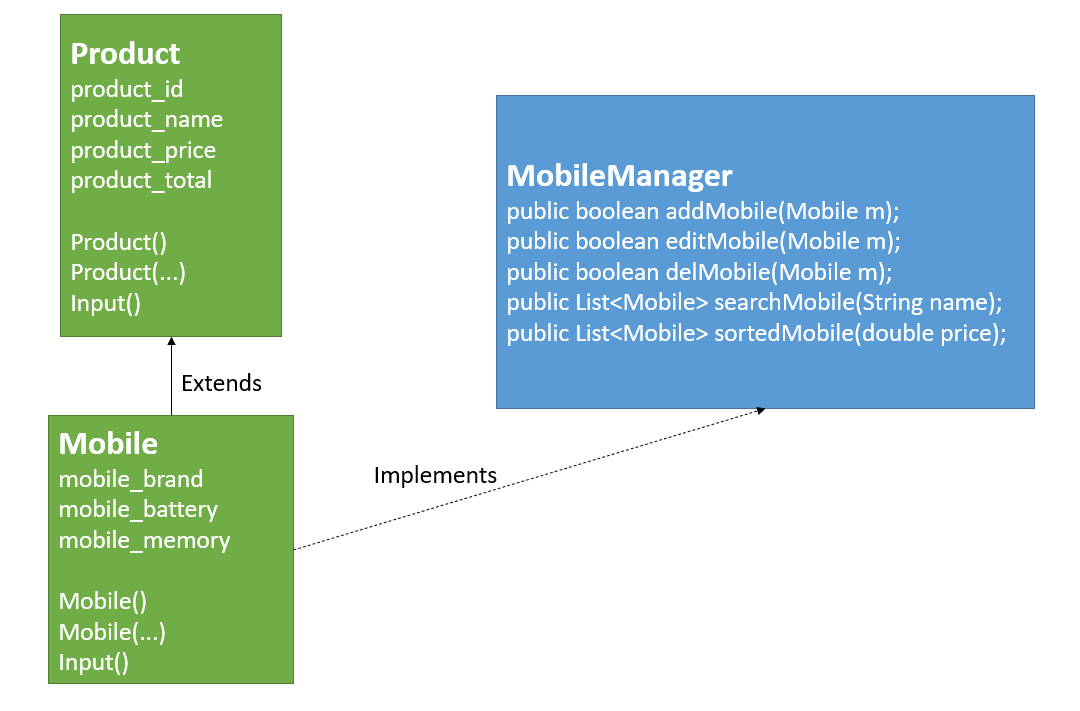 Product
product_id
product_name
product_price
product_total
Product()
Product(...)
Input()
Extends
Mobile
mobile_brand
mobile_battery
mobile_memory
Mobile()
Mobile(...)
Input()
Implements
MobileManager
public boolean addMobile(Mobile m);
public boolean editMobile(Mobile m);
public boolean delMobile(Mobile m);
public List<Mobile> searchMobile(String name);
public List<Mobile> sortedMobile(double price);